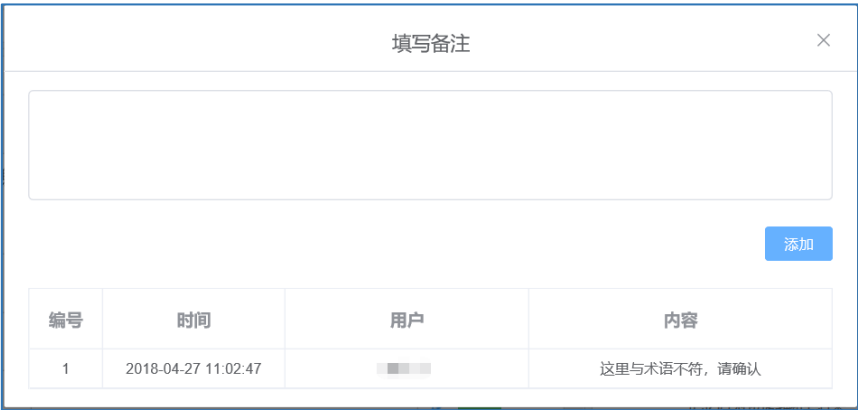 填写备注
添加
编号 时间 用户 内容
1 2018-04-27 11:02:47 这里与术语不符，请确认